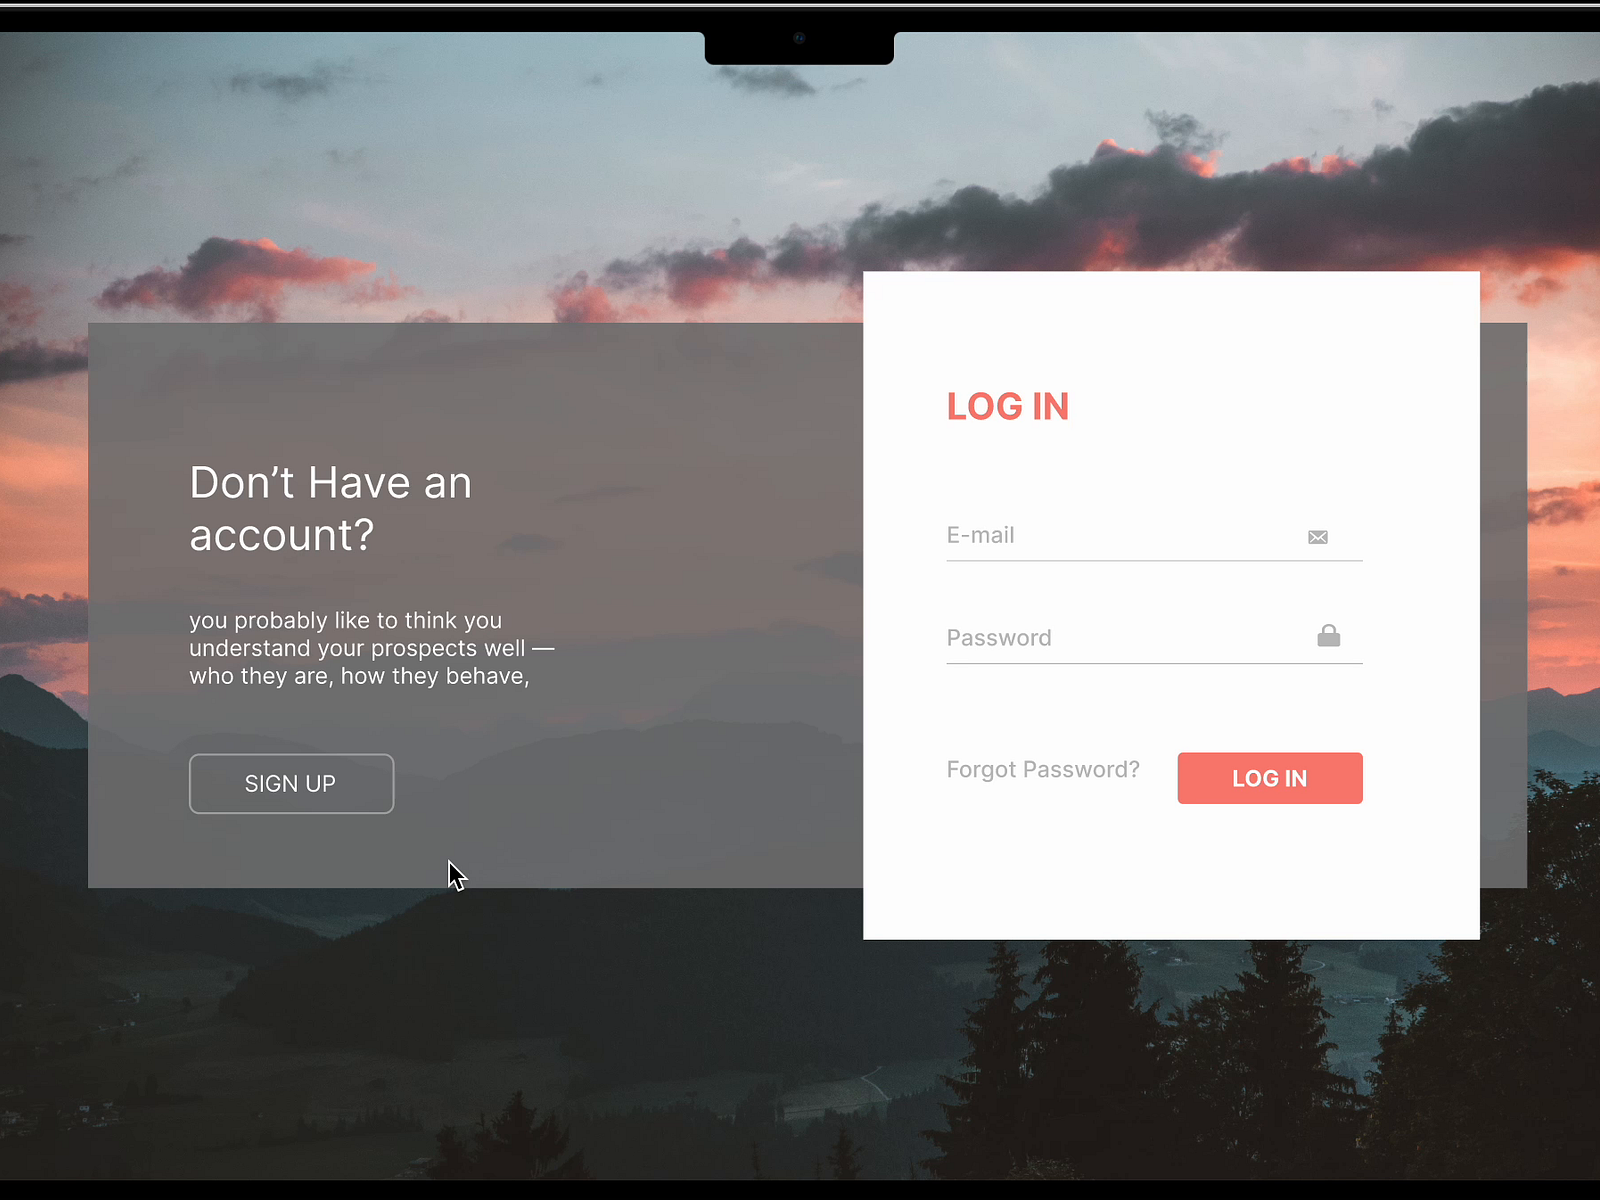 Don’t Have an
account?
you probably like to think you
understand your prospects well —
who they are, how they behave,
SIGN UP
LOG IN
E-mail
Password
Forgot Password?
LOG IN